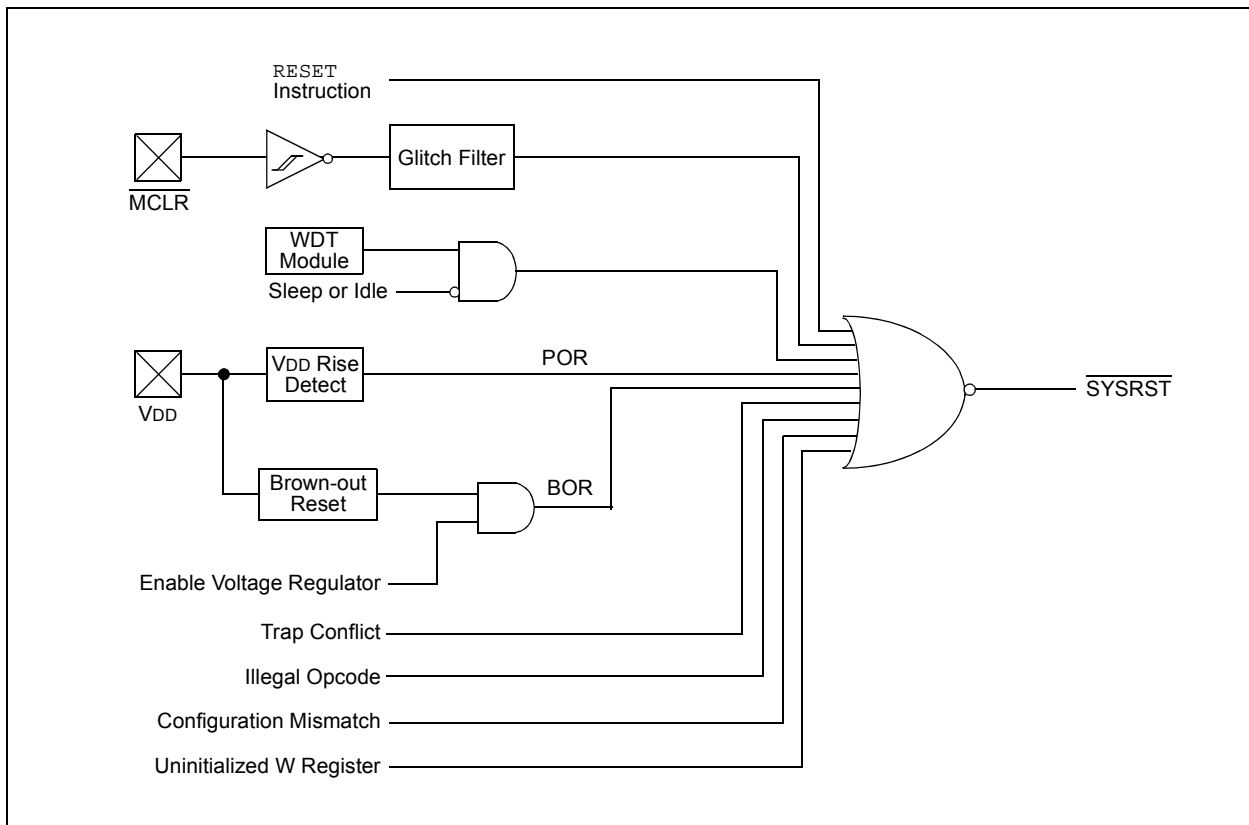 RESET
Instruction
MCLR
Glitch Filter
WDT
Module
Sleep or Idle
VDD
VDD Rise
Detect
POR
SYSRST
Brown-out
Reset
BOR
Enable Voltage Regulator
Trap Conflict
Illegal Opcode
Configuration Mismatch
Uninitialized W Register